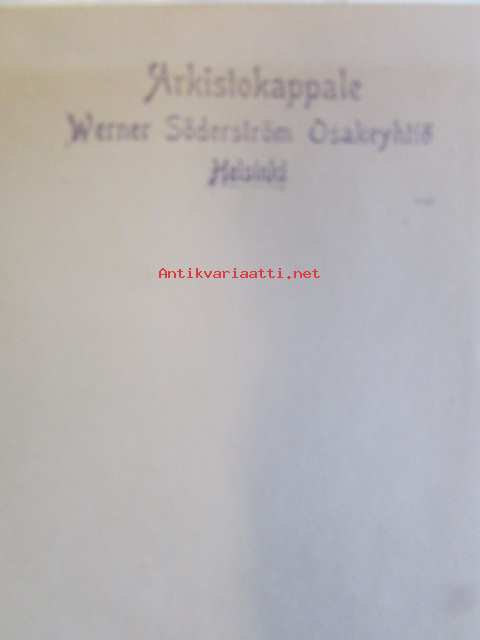 Arkistokappale
Werner Söderström Osakeyhtiö
Helsinki
Antikvariaatti.net